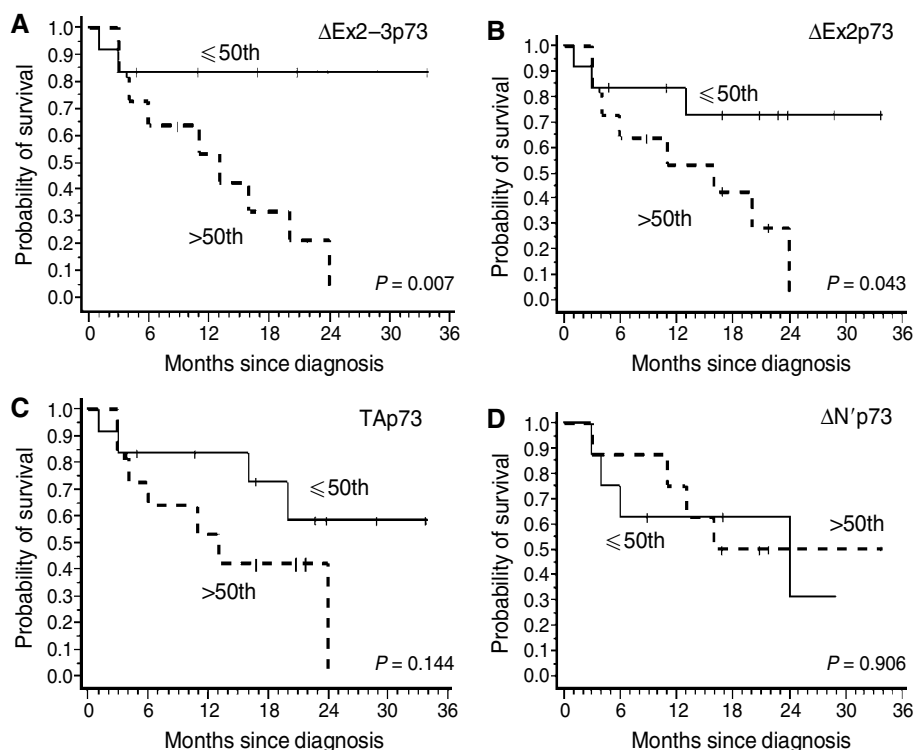 A
ΔEx2–3p73
Probability of survival
1.0
0.9
0.8
0.7
0.6
0.5
0.4
0.3
0.2
0.1
0.0
⩽50th
>50th
P = 0.007
0 6 12 18 24 30 36
Months since diagnosis
B
ΔEx2p73
Probability of survival
1.0
0.9
0.8
0.7
0.6
0.5
0.4
0.3
0.2
0.1
0.0
⩽50th
>50th
P = 0.043
0 6 12 18 24 30 36
Months since diagnosis
C
TAp73
Probability of survival
1.0
0.9
0.8
0.7
0.6
0.5
0.4
0.3
0.2
0.1
0.0
⩽50th
>50th
P = 0.144
0 6 12 18 24 30 36
Months since diagnosis
D
ΔN′p73
Probability of survival
1.0
0.9
0.8
0.7
0.6
0.5
0.4
0.3
0.2
0.1
0.0
>50th
⩽50th
P = 0.906
0 6 12 18 24 30 36
Months since diagnosis